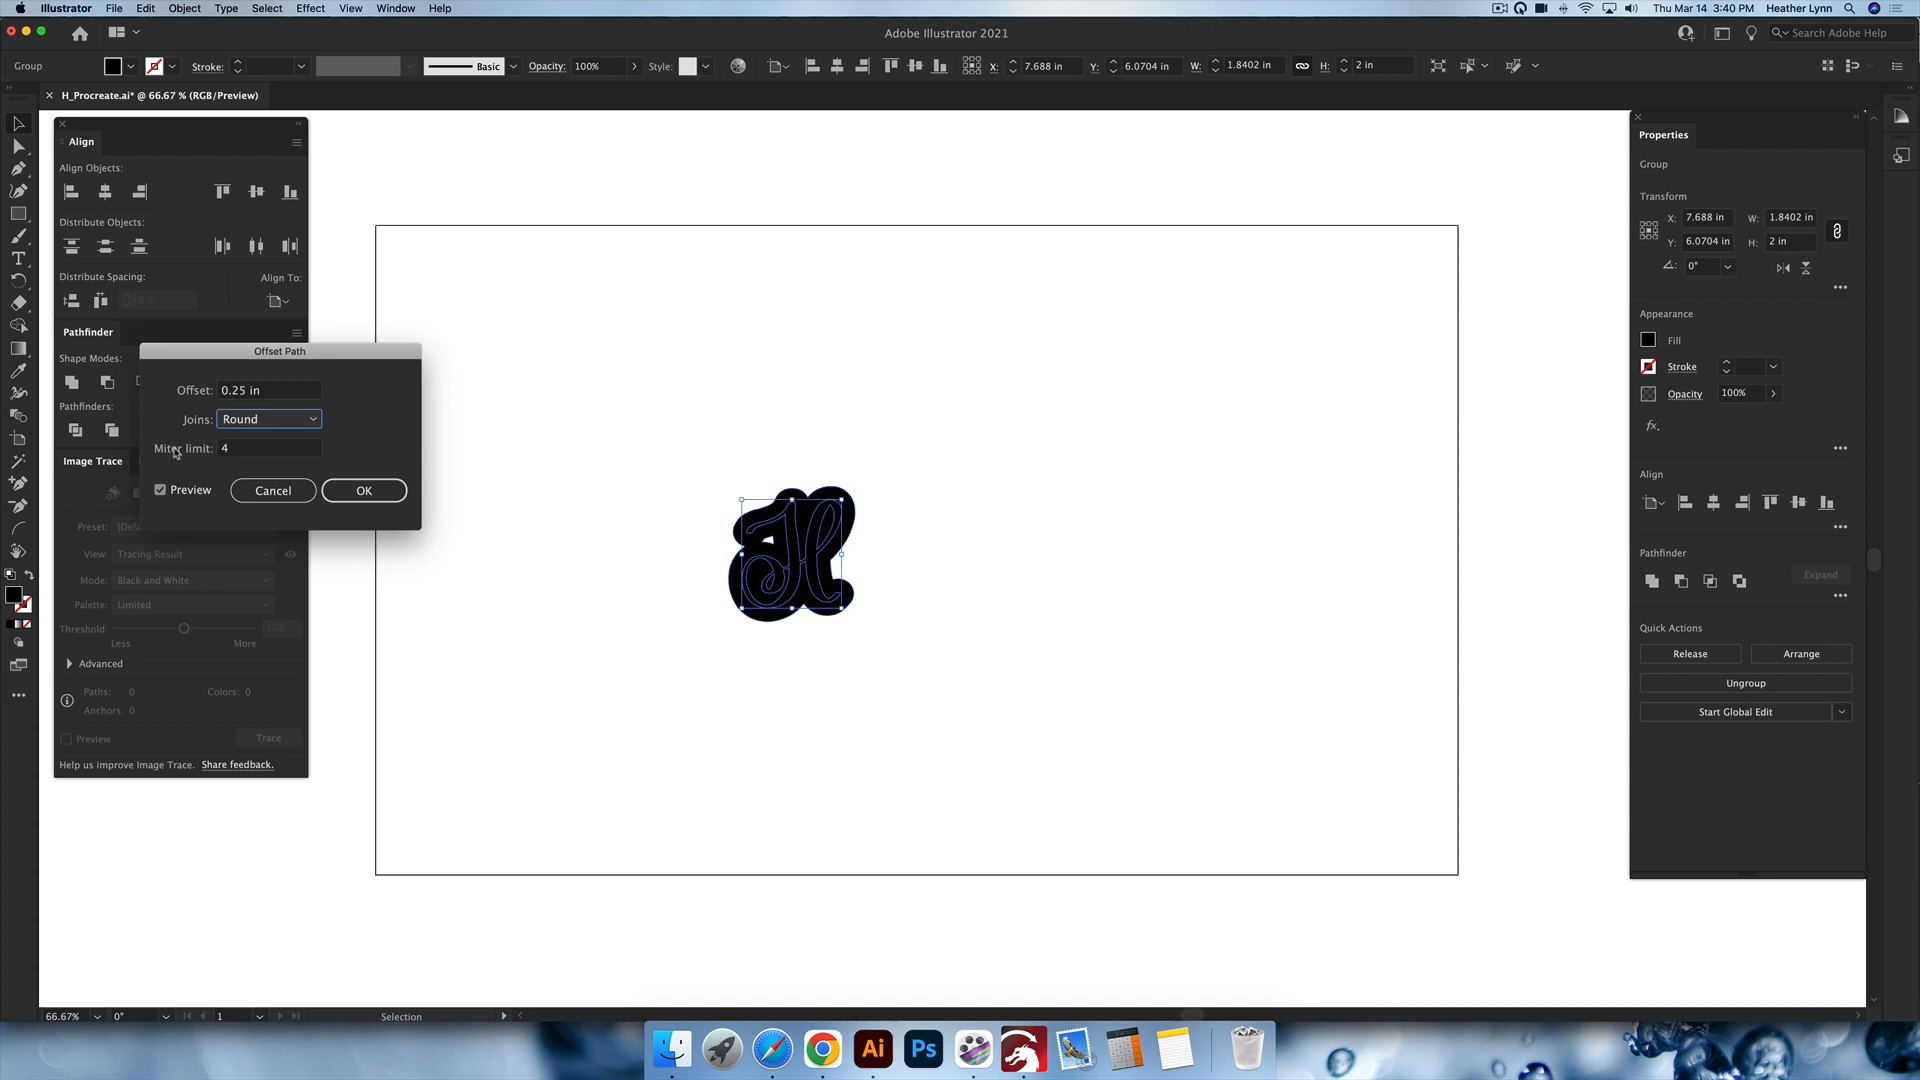 Illustrator File Edit Object Type Select Effect View Window Help
Thu Mar 14 3:40 PM Heather Lynn
Adobe Illustrator 2021
Search Adobe Help
Group
Stroke:
Basic
Opacity: 100%
Style:
X: 7.688 in
Y: 6.0704 in
W: 1.8402 in
H: 2 in
H_Procreate.ai* @ 66.67 % (RGB/Preview)
Align
Align Objects:
Distribute Objects:
Distribute Spacing:
Align To:
0 in
Pathfinder
Shape Modes:
Pathfinders:
Offset Path
Offset: 0.25 in
Joins: Round
Miter limit: 4
Preview
Cancel
OK
Image Trace
Preset:
View: Tracing Result
Mode: Black and White
Palette: Limited
Threshold: 128
Less More
Advanced
Paths: 0 Colors: 0
Anchors: 0
Preview
Trace
Help us improve Image Trace. Share feedback.
H
Properties
Group
Transform
X: 7.688 in W: 1.8402 in
Y: 6.0704 in H: 2 in
0°
Appearance
Fill
Stroke
Opacity 100%
fx.
Align
Pathfinder
Expand
Quick Actions
Release
Arrange
Ungroup
Start Global Edit
66.67% 0° 1 Selection
Ai
Ps